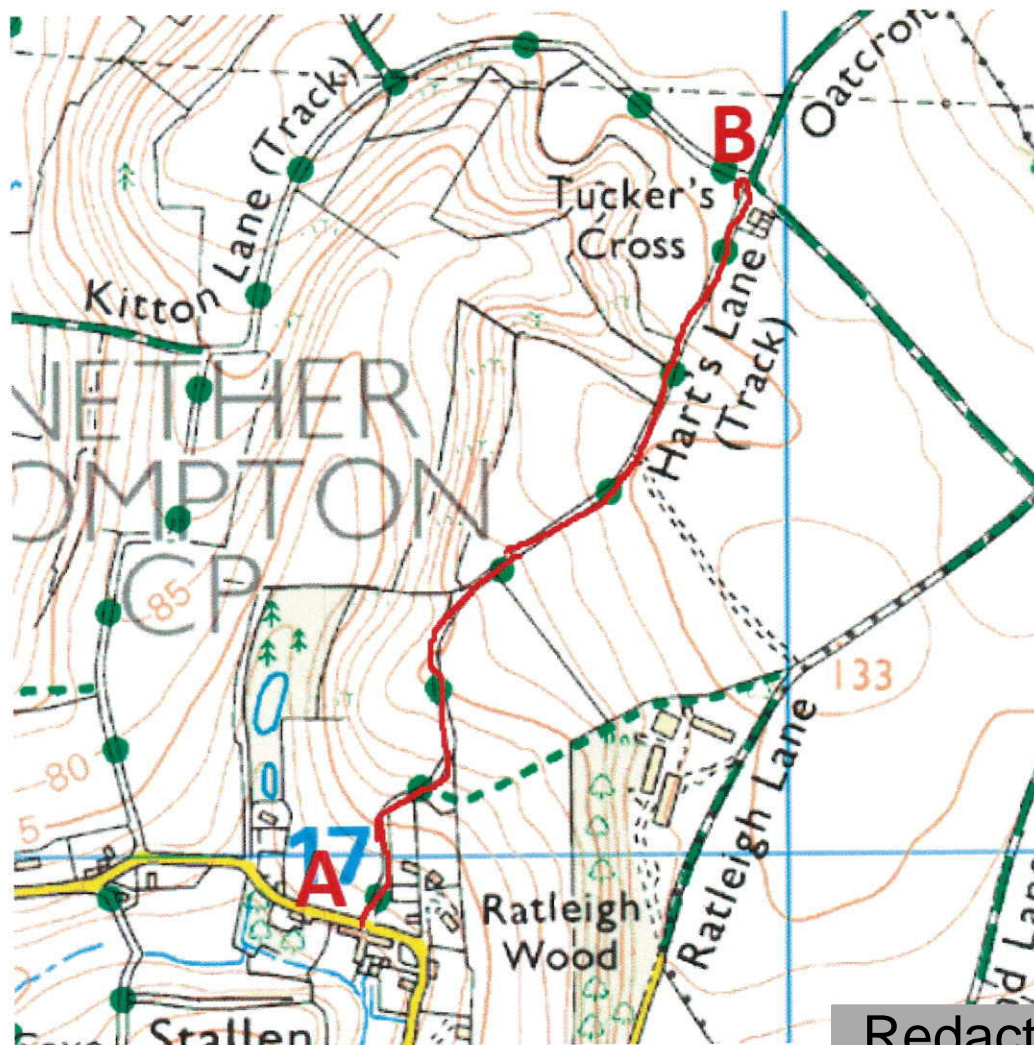 Oatcroft
B
Kitton Lane (Track)
Tucker's
Cross
Hart's Lane
(Track)
NETHER
OMPTON
CP
85
133
80
5
17
A
Ratleigh
Wood
Ratleigh Lane
Stallen
Redact